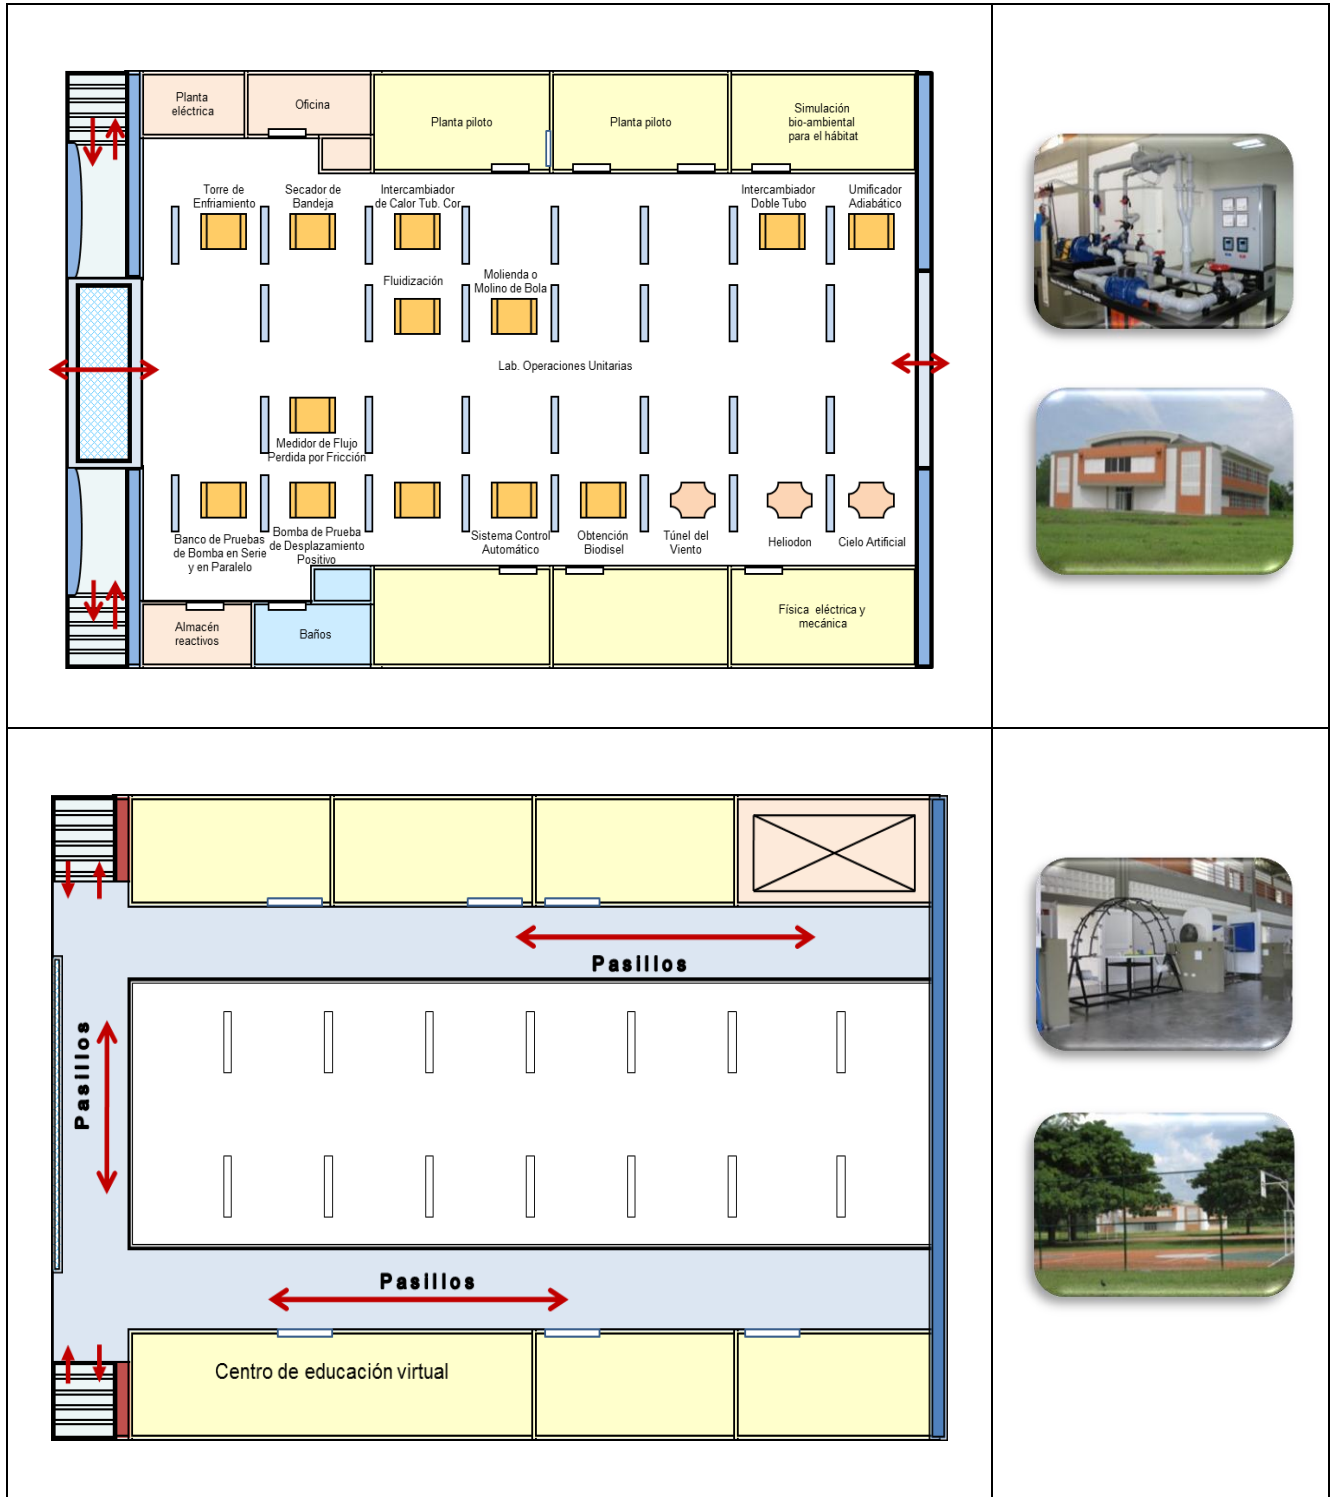 Planta
eléctrica
Oficina
Planta piloto
Planta piloto
Simulación
bio-ambiental
para el hábitat
Torre de
Enfriamiento
Secador de
Bandeja
Intercambiador
de Calor Tub. Cor
Intercambiador
Doble Tubo
Umificador
Adiabático
Fluidización
Molienda o
Molino de Bola
Lab. Operaciones Unitarias
Medidor de Flujo
Perdida por Fricción
Banco de Pruebas
de Bomba en Serie
y en Paralelo
Bomba de Prueba
de Desplazamiento
Positivo
Sistema Control
Automático
Obtención
Biodisel
Túnel del
Viento
Heliodon
Cielo Artificial
Almacén
reactivos
Baños
Física eléctrica y
mecánica
Pasillos
Pasillos
Pasillos
Centro de educación virtual